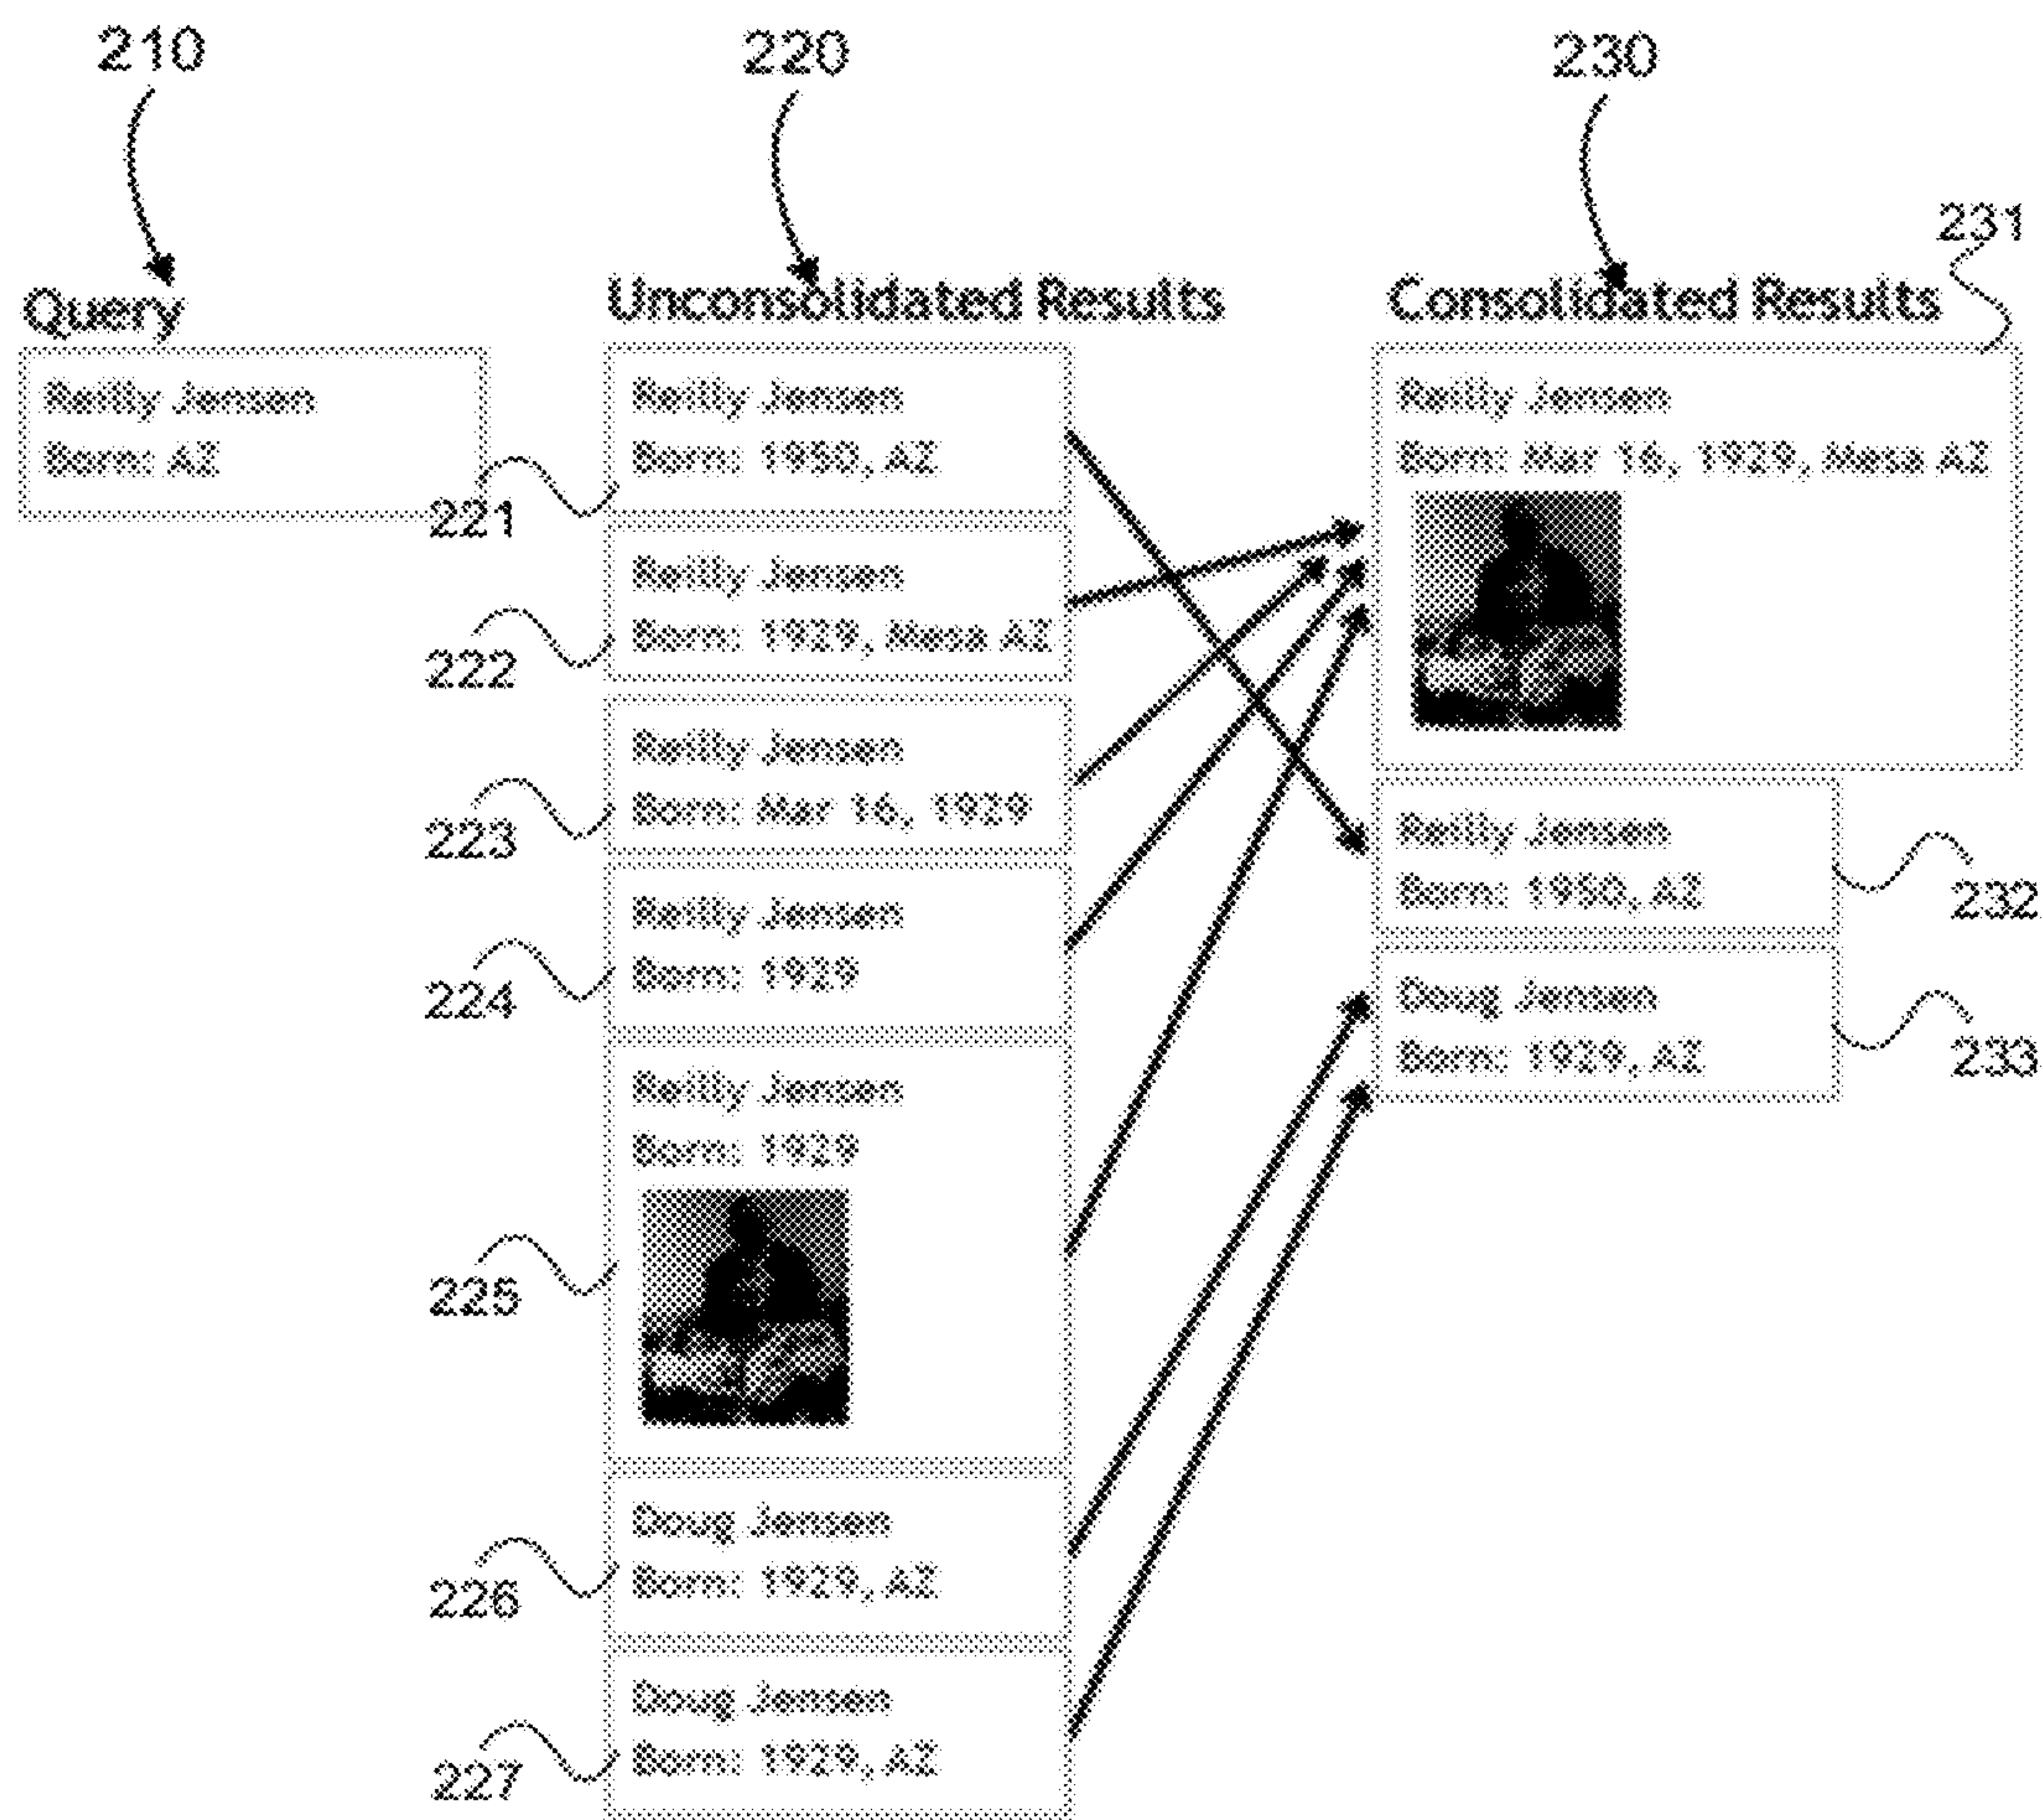 210
220
230
231
Query
Unconsolidated Results
Consolidated Results
Reilly Jensen
Born: AZ
221
Reilly Jensen
Born: 1950, AZ
222
Reilly Jensen
Born: 1929, Mesa AZ
223
Reilly Jensen
Born: Mar 16, 1929
224
Reilly Jensen
Born: 1929
225
Reilly Jensen
Born: 1929
226
Doug Jensen
Born: 1929, AZ
227
Doug Jensen
Born: 1929, AZ
Reilly Jensen
Born: Mar 16, 1929, Mesa AZ
Reilly Jensen
Born: 1950, AZ
232
Doug Jensen
Born: 1929, AZ
233